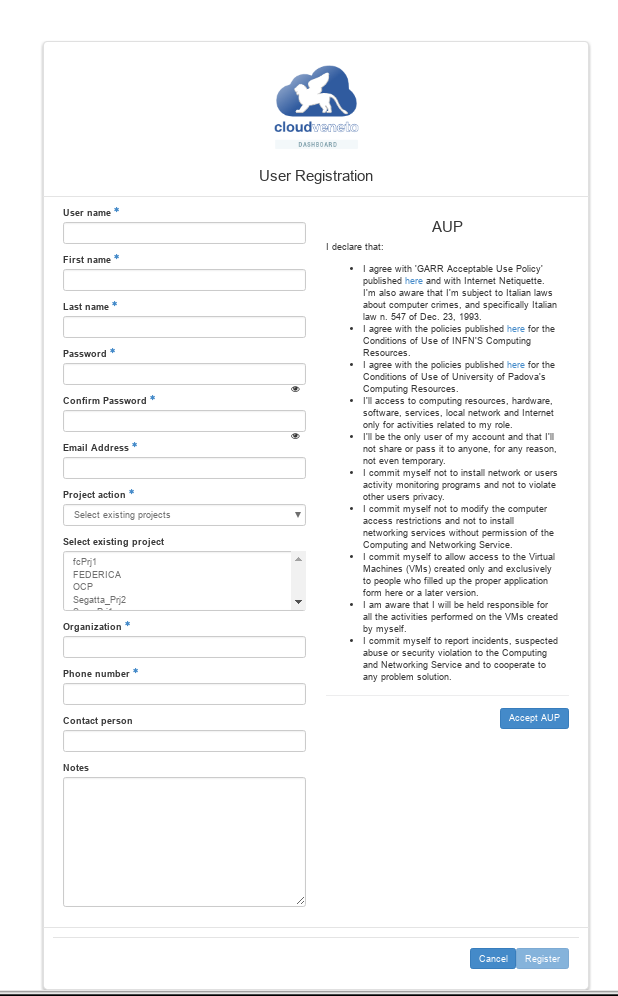 cloudveneto
DASHBOARD
User Registration
User name *
First name *
Last name *
Password *
Confirm Password *
Email Address *
Project action *
Select existing projects
Select existing project
fcPrj1
FEDERICA
OCP
Segatta_Prj2
Organization *
Phone number *
Contact person
Notes
AUP
I declare that:
• I agree with 'GARR Acceptable Use Policy'
published here and with Internet Netiquette.
I'm also aware that I'm subject to Italian laws
about computer crimes, and specifically Italian
law n. 547 of Dec. 23, 1993.
• I agree with the policies published here for the
Conditions of Use of INFN'S Computing
Resources.
• I agree with the policies published here for the
Conditions of Use of University of Padova's
Computing Resources.
• I'll access to computing resources, hardware,
software, services, local network and Internet
only for activities related to my role.
• I'll be the only user of my account and that I'll
not share or pass it to anyone, for any reason,
not even temporary.
• I commit myself not to install network or users
activity monitoring programs and not to violate
other users privacy.
• I commit myself not to modify the computer
access restrictions and not to install
networking services without permission of the
Computing and Networking Service.
• I commit myself to allow access to the Virtual
Machines (VMs) created only and exclusively
to people who filled up the proper application
form here or a later version.
• I am aware that I will be held responsible for
all the activities performed on the VMs created
by myself.
• I commit myself to report incidents, suspected
abuse or security violation to the Computing
and Networking Service and to cooperate to
any problem solution.
Accept AUP
Cancel
Register